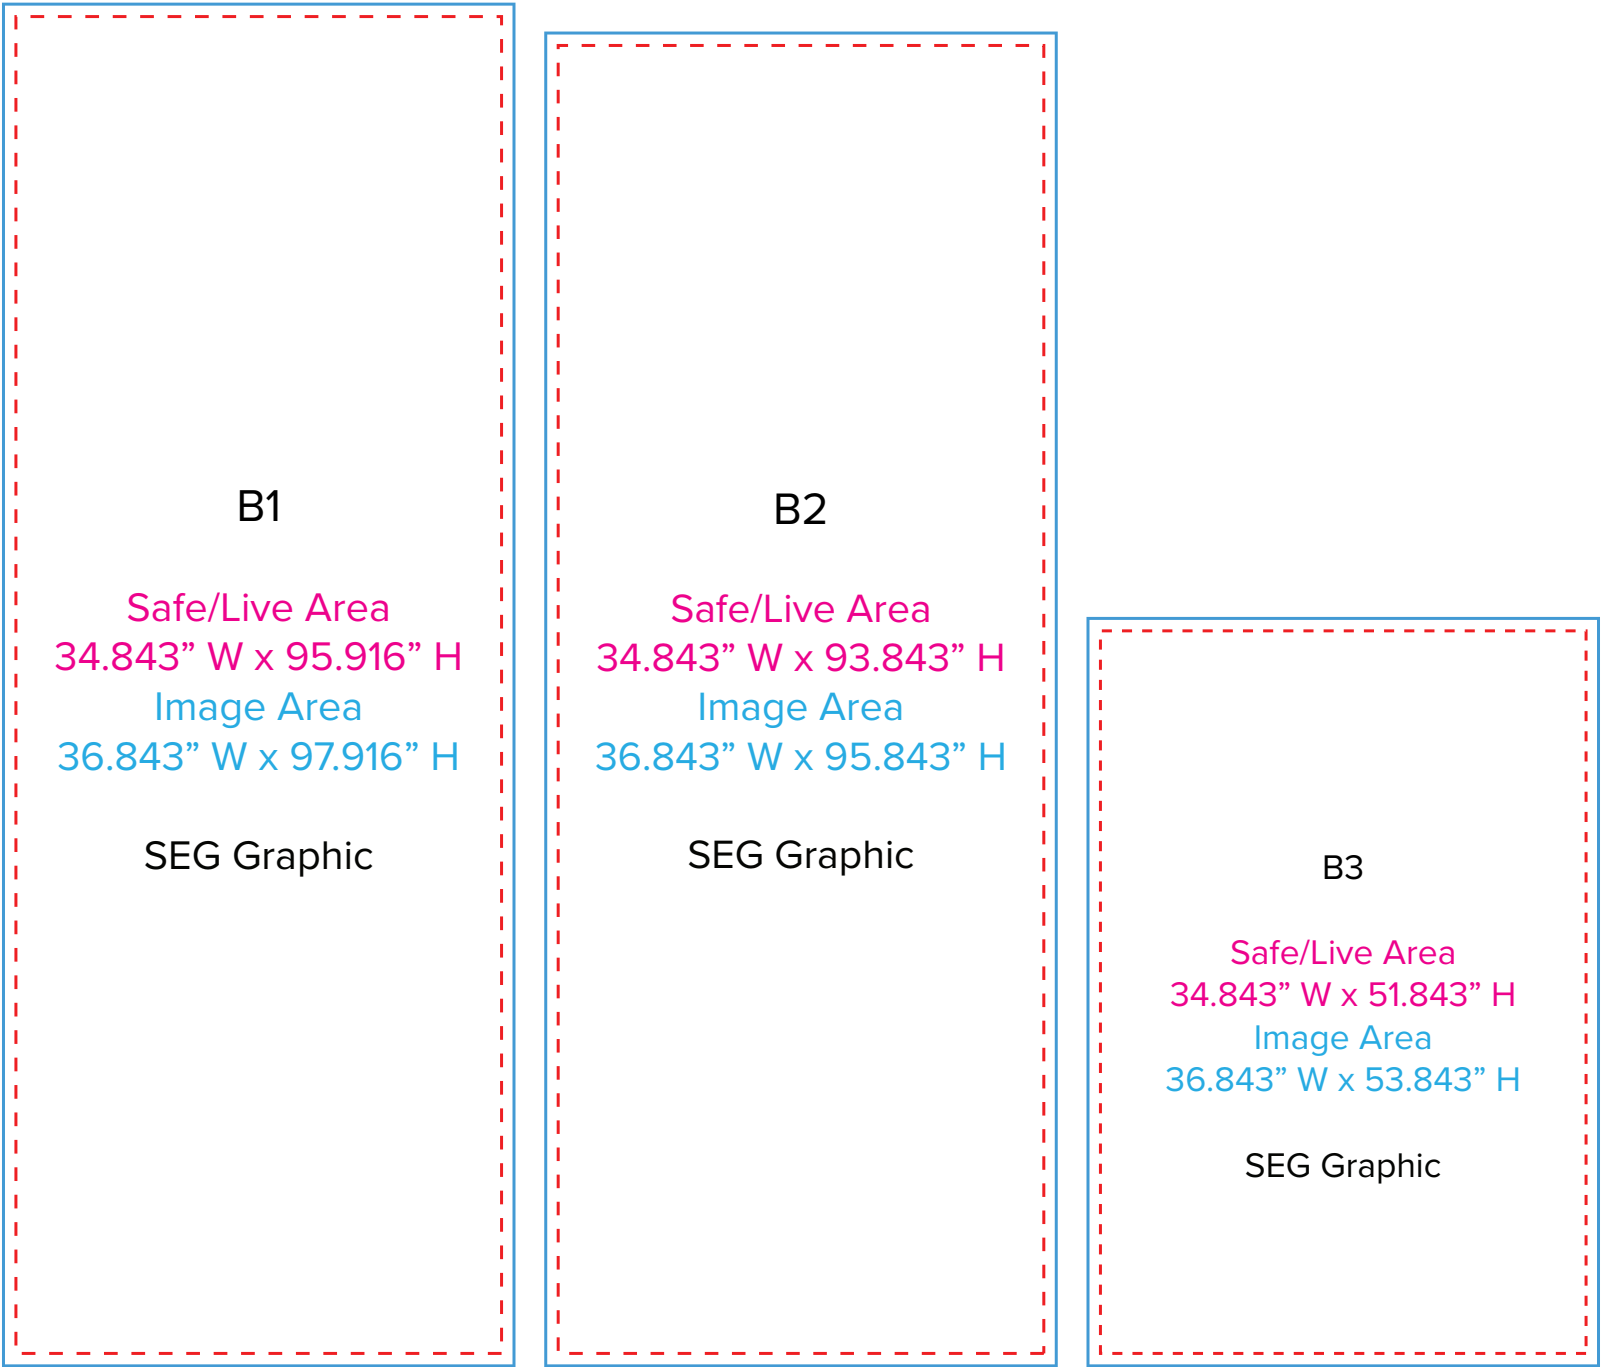 B1
Safe/Live Area
34.843” W x 95.916” H
Image Area
36.843” W x 97.916” H
SEG Graphic
B2
Safe/Live Area
34.843” W x 93.843” H
Image Area
36.843” W x 95.843” H
SEG Graphic
B3
Safe/Live Area
34.843” W x 51.843” H
Image Area
36.843” W x 53.843” H
SEG Graphic